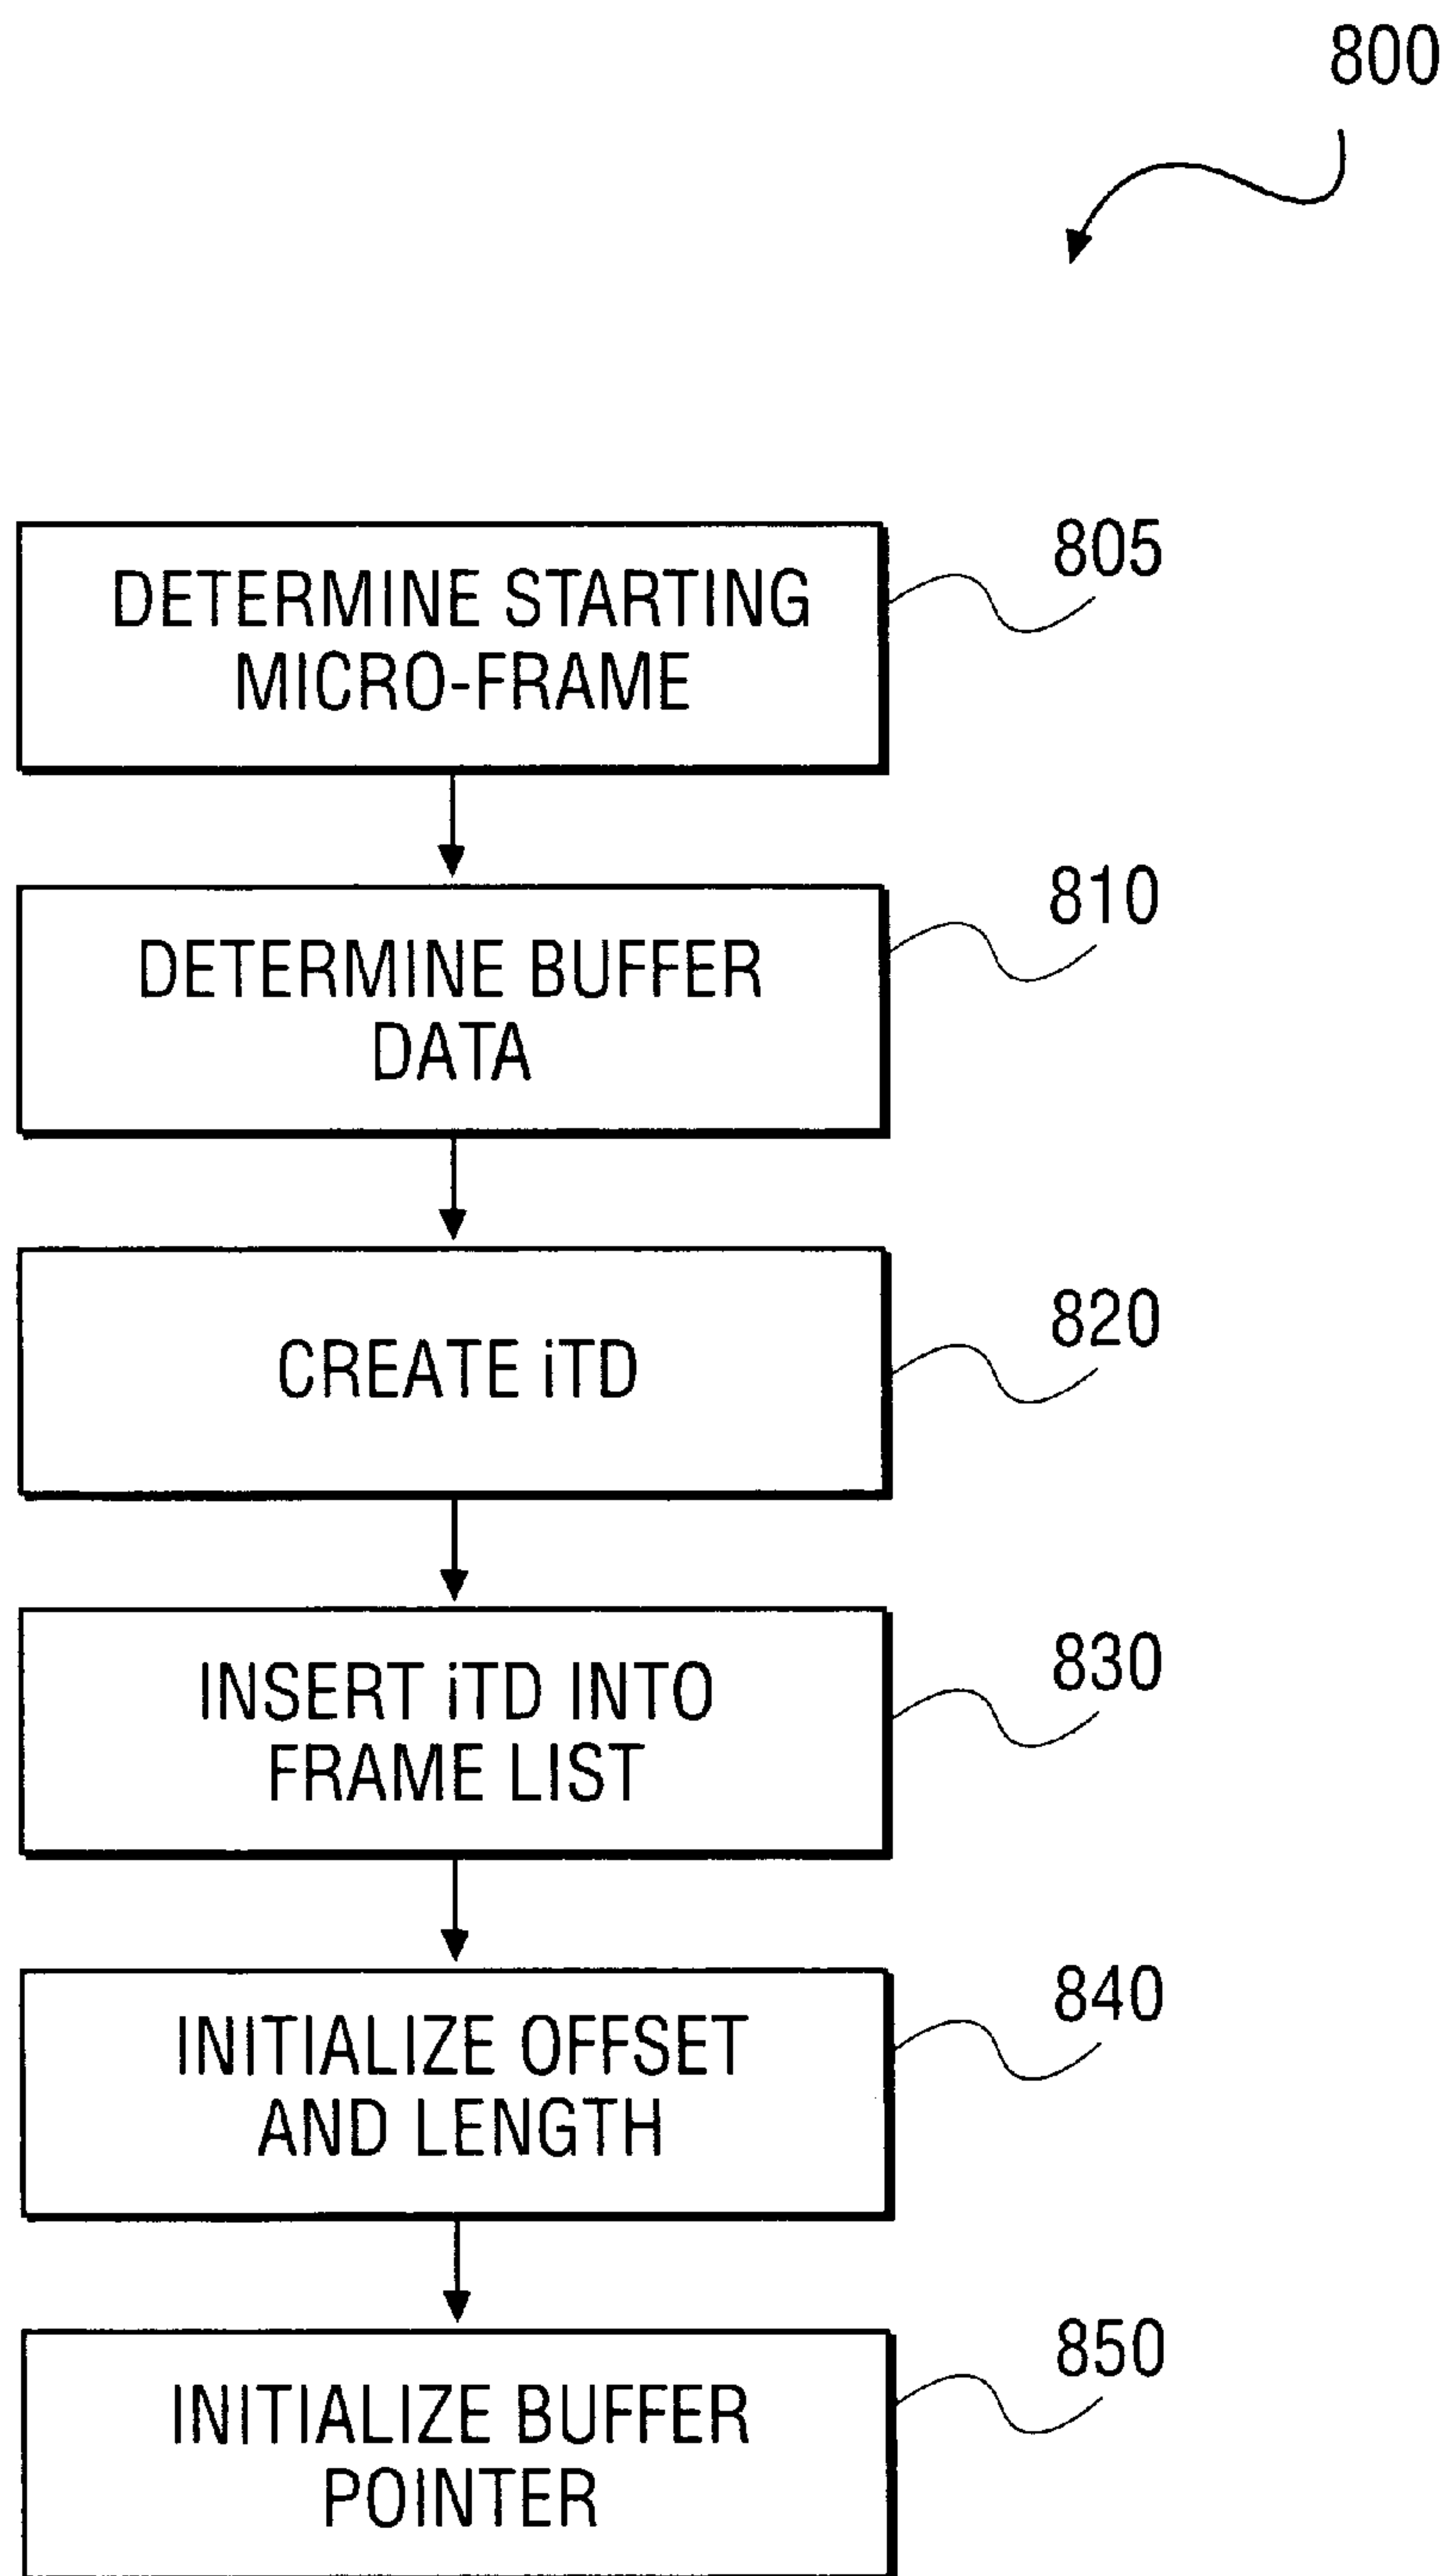 800
DETERMINE STARTING
MICRO-FRAME
805
DETERMINE BUFFER
DATA
810
CREATE iTD
820
INSERT iTD INTO
FRAME LIST
830
INITIALIZE OFFSET
AND LENGTH
840
INITIALIZE BUFFER
POINTER
850